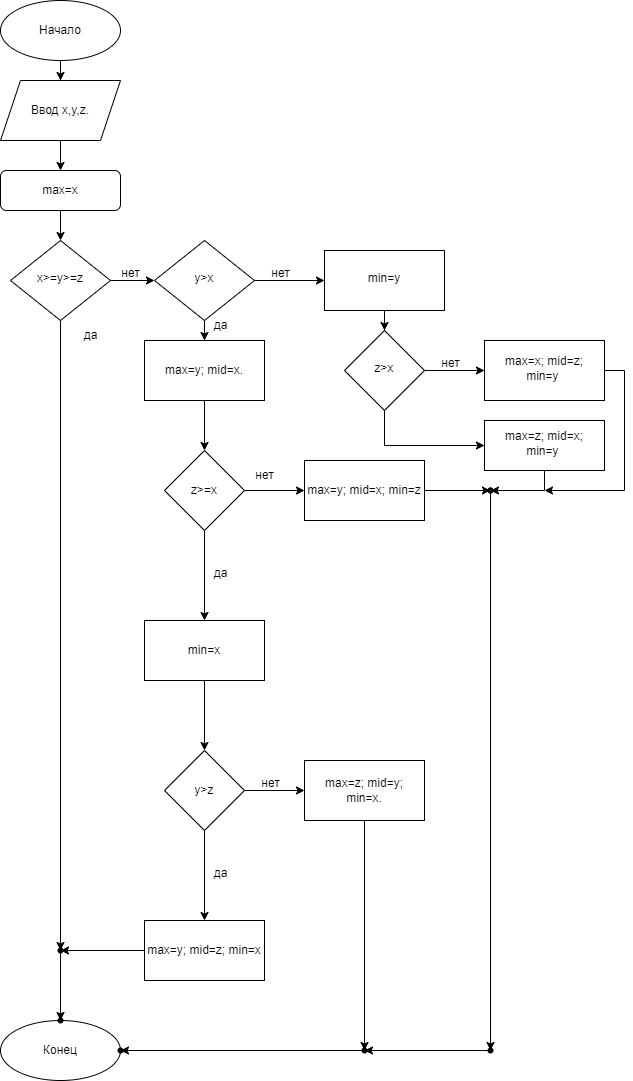 Начало
Ввод x,y,z.
max=x
x>=y>=z
нет
y>x
нет
min=y
да
да
max=y; mid=x.
z>x
нет
max=x; mid=z;
min=y
max=z; mid=x;
min=y
z>=x
нет
max=y; mid=x; min=z
да
min=x
y>z
нет
max=z; mid=y;
min=x.
да
max=y; mid=z; min=x
Конец